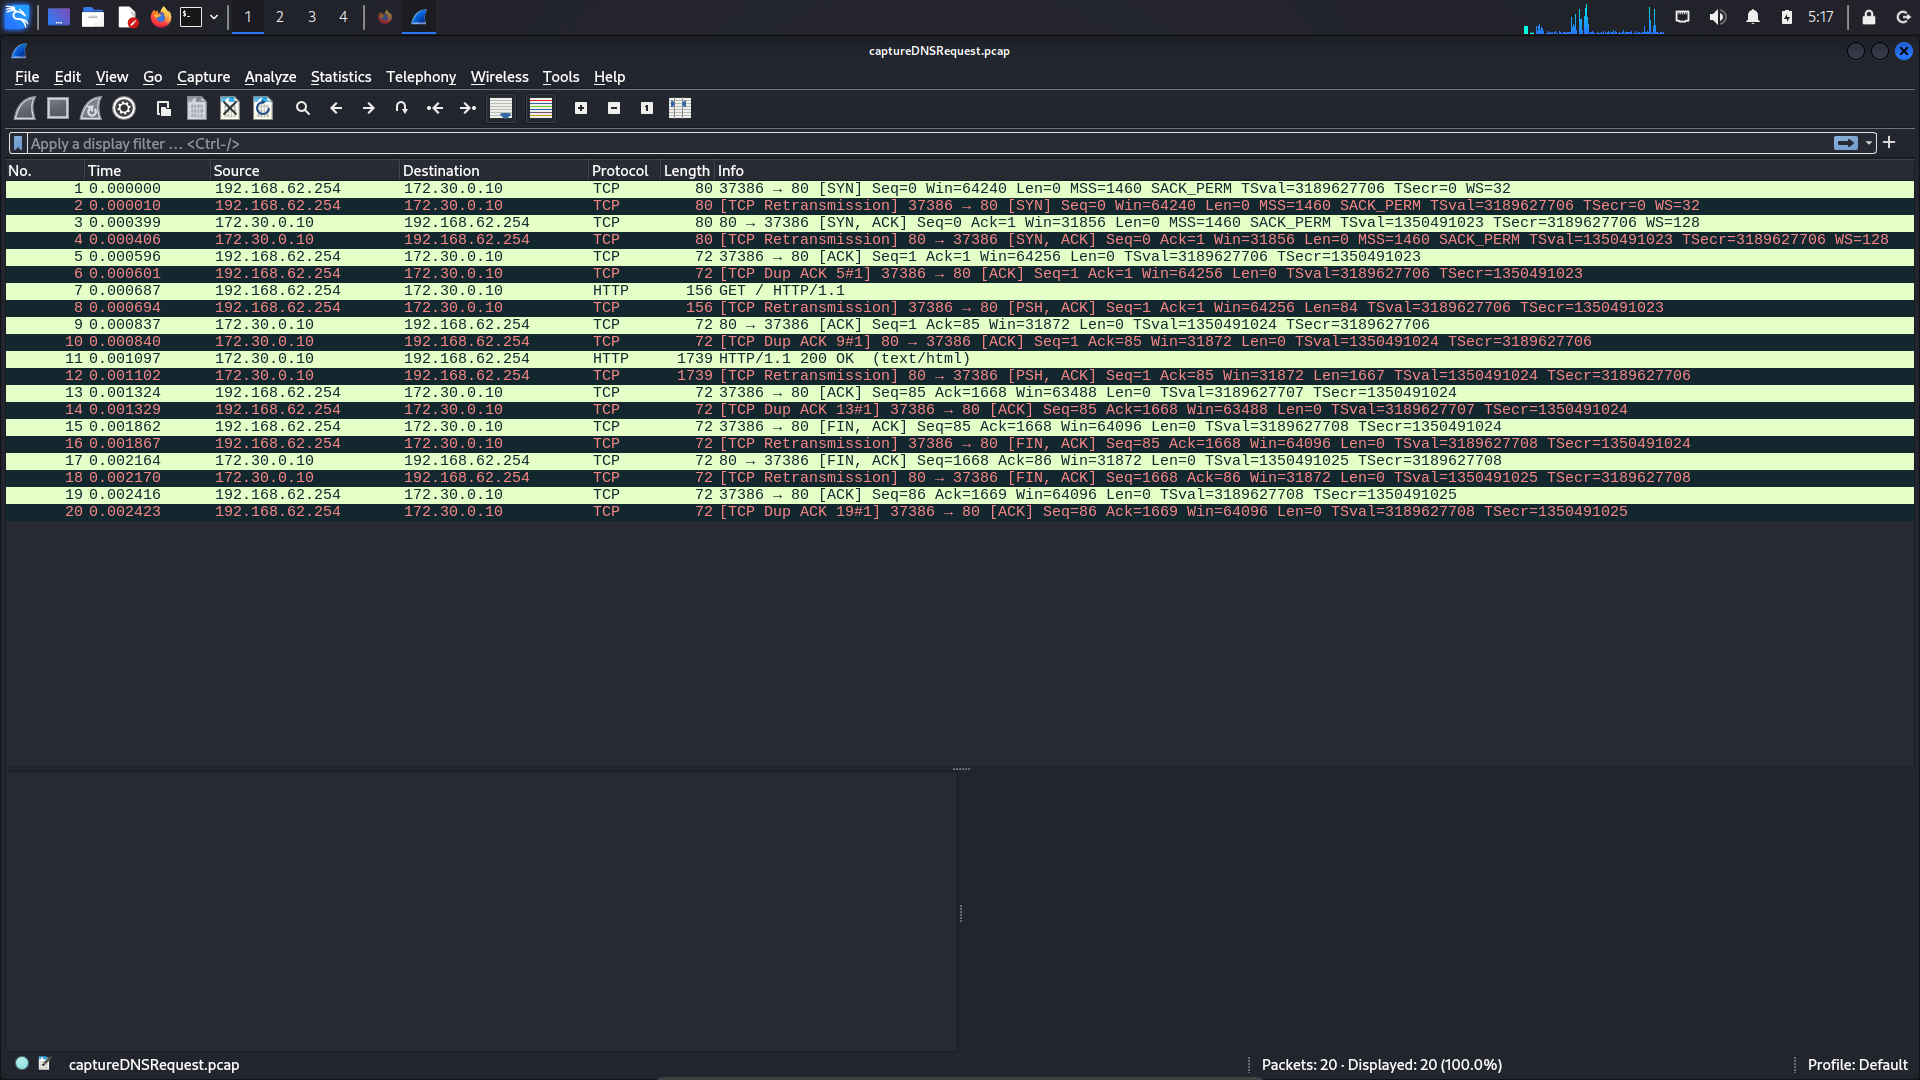 1 2 3 4 5:17
captureDNSRequest.pcap
File Edit View Go Capture Analyze Statistics Telephony Wireless Tools Help
Apply a display filter … <Ctrl-/>
No. Time Source Destination Protocol Length Info
1 0.000000 192.168.62.254 172.30.0.10 TCP 80 37386 → 80 [SYN] Seq=0 Win=64240 Len=0 MSS=1460 SACK_PERM TSval=3189627706 TSecr=0 WS=32
2 0.000010 192.168.62.254 172.30.0.10 TCP 80 [TCP Retransmission] 37386 → 80 [SYN] Seq=0 Win=64240 Len=0 MSS=1460 SACK_PERM TSval=3189627706 TSecr=0 WS=32
3 0.000399 172.30.0.10 192.168.62.254 TCP 80 80 → 37386 [SYN, ACK] Seq=0 Ack=1 Win=31856 Len=0 MSS=1460 SACK_PERM TSval=1350491023 TSecr=3189627706 WS=128
4 0.000406 172.30.0.10 192.168.62.254 TCP 80 [TCP Retransmission] 80 → 37386 [SYN, ACK] Seq=0 Ack=1 Win=31856 Len=0 MSS=1460 SACK_PERM TSval=1350491023 TSecr=3189627706 WS=128
5 0.000596 192.168.62.254 172.30.0.10 TCP 72 37386 → 80 [ACK] Seq=1 Ack=1 Win=64256 Len=0 TSval=3189627706 TSecr=1350491023
6 0.000601 192.168.62.254 172.30.0.10 TCP 72 [TCP Dup ACK 5#1] 37386 → 80 [ACK] Seq=1 Ack=1 Win=64256 Len=0 TSval=3189627706 TSecr=1350491023
7 0.000687 192.168.62.254 172.30.0.10 HTTP 156 GET / HTTP/1.1
8 0.000694 192.168.62.254 172.30.0.10 TCP 156 [TCP Retransmission] 37386 → 80 [PSH, ACK] Seq=1 Ack=1 Win=64256 Len=84 TSval=3189627706 TSecr=1350491023
9 0.000837 172.30.0.10 192.168.62.254 TCP 72 80 → 37386 [ACK] Seq=1 Ack=85 Win=31872 Len=0 TSval=1350491024 TSecr=3189627706
10 0.000840 172.30.0.10 192.168.62.254 TCP 72 [TCP Dup ACK 9#1] 80 → 37386 [ACK] Seq=1 Ack=85 Win=31872 Len=0 TSval=1350491024 TSecr=3189627706
11 0.001097 172.30.0.10 192.168.62.254 HTTP 1739 HTTP/1.1 200 OK (text/html)
12 0.001102 172.30.0.10 192.168.62.254 TCP 1739 [TCP Retransmission] 80 → 37386 [PSH, ACK] Seq=1 Ack=85 Win=31872 Len=1667 TSval=1350491024 TSecr=3189627706
13 0.001324 192.168.62.254 172.30.0.10 TCP 72 37386 → 80 [ACK] Seq=85 Ack=1668 Win=63488 Len=0 TSval=3189627707 TSecr=1350491024
14 0.001329 192.168.62.254 172.30.0.10 TCP 72 [TCP Dup ACK 13#1] 37386 → 80 [ACK] Seq=85 Ack=1668 Win=63488 Len=0 TSval=3189627707 TSecr=1350491024
15 0.001862 192.168.62.254 172.30.0.10 TCP 72 37386 → 80 [FIN, ACK] Seq=85 Ack=1668 Win=64096 Len=0 TSval=3189627708 TSecr=1350491024
16 0.001867 192.168.62.254 172.30.0.10 TCP 72 [TCP Retransmission] 37386 → 80 [FIN, ACK] Seq=85 Ack=1668 Win=64096 Len=0 TSval=3189627708 TSecr=1350491024
17 0.002164 172.30.0.10 192.168.62.254 TCP 72 80 → 37386 [FIN, ACK] Seq=1668 Ack=86 Win=31872 Len=0 TSval=1350491025 TSecr=3189627708
18 0.002170 172.30.0.10 192.168.62.254 TCP 72 [TCP Retransmission] 80 → 37386 [FIN, ACK] Seq=1668 Ack=86 Win=31872 Len=0 TSval=1350491025 TSecr=3189627708
19 0.002416 192.168.62.254 172.30.0.10 TCP 72 37386 → 80 [ACK] Seq=86 Ack=1669 Win=64096 Len=0 TSval=3189627708 TSecr=1350491025
20 0.002423 192.168.62.254 172.30.0.10 TCP 72 [TCP Dup ACK 19#1] 37386 → 80 [ACK] Seq=86 Ack=1669 Win=64096 Len=0 TSval=3189627708 TSecr=1350491025
captureDNSRequest.pcap Packets: 20 · Displayed: 20 (100.0%) Profile: Default